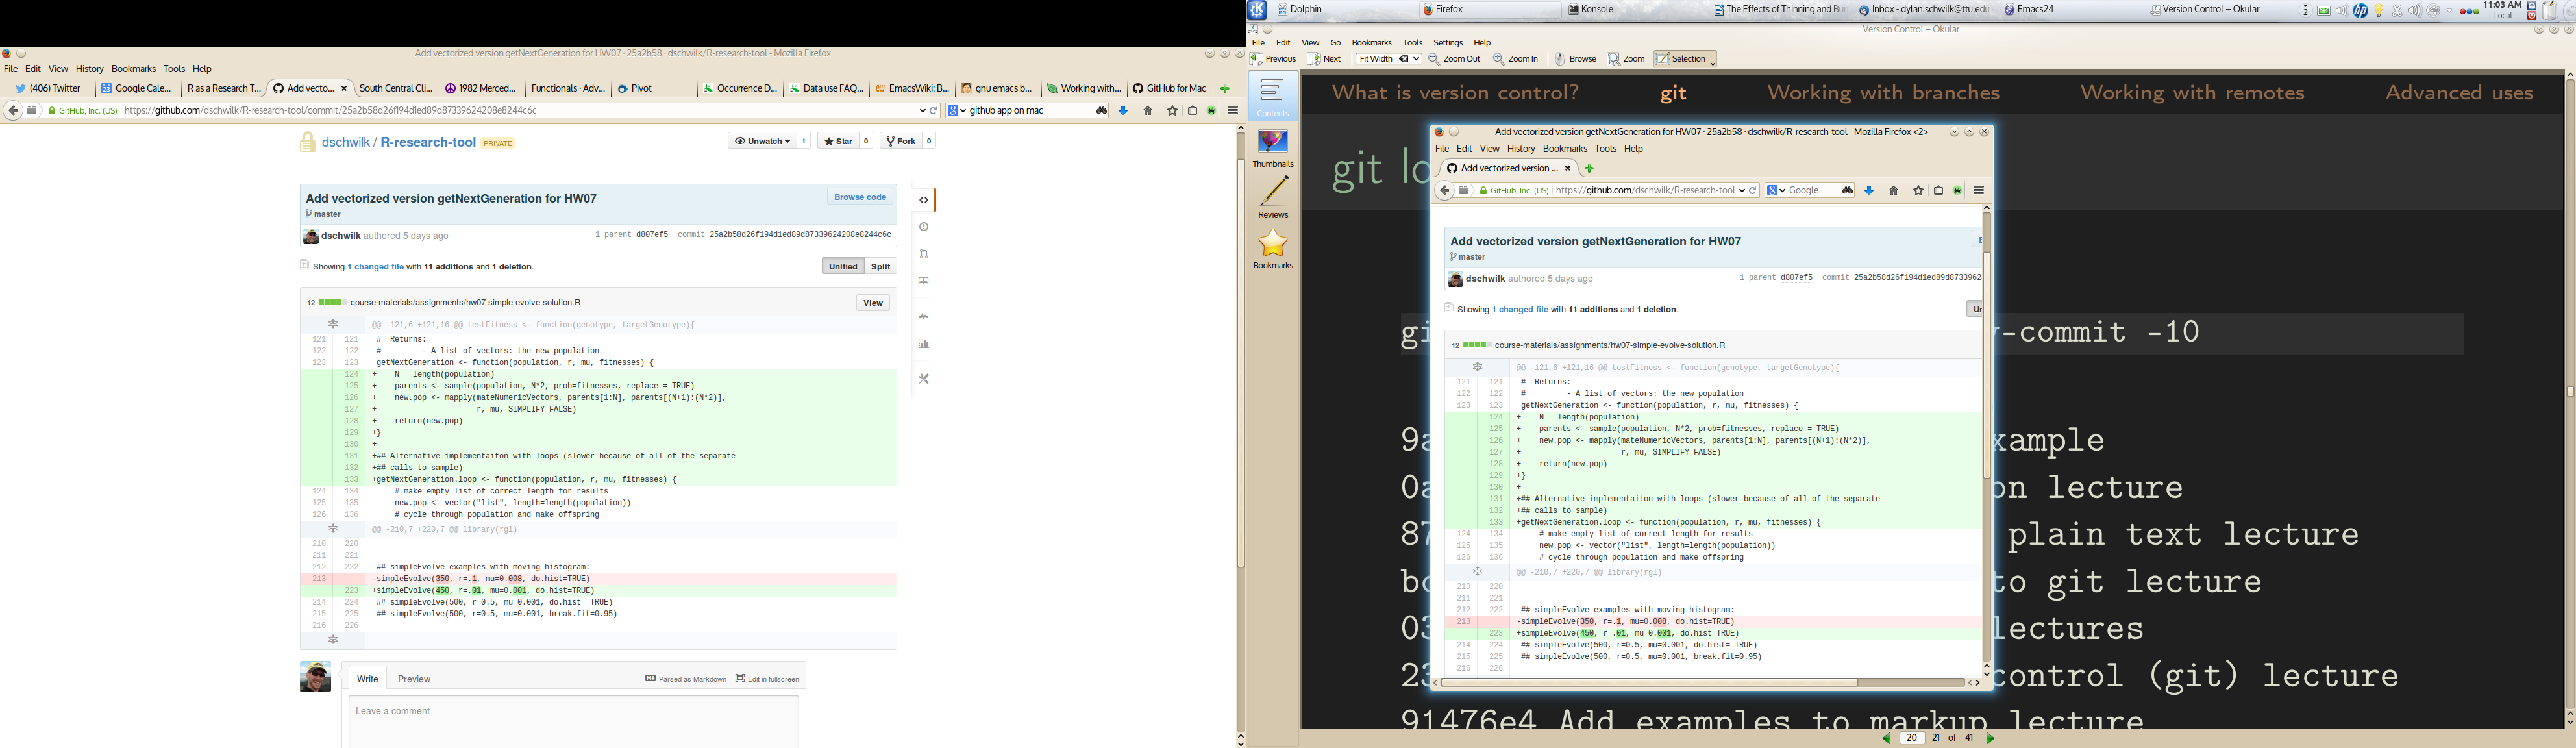 Add vectorized version getNextGeneration for HW07 · 25a2b58 · dschwilk/R-research-tool - Mozilla Firefox
File Edit View History Bookmarks Tools Help
(406) Twitter
Google Cale...
R as a Research T...
Add vecto...
South Central Cli...
1982 Merced...
Functionals · Adv...
Pivot
Occurrence D...
Data use FAQ...
EmacsWiki: B...
gnu emacs b...
Working with...
GitHub for Mac
GitHub, Inc. (US) https://github.com/dschwilk/R-research-tool/commit/25a2b58d26f194d1ed89d87339624208e8244c6c
github app on mac
dschwilk / R-research-tool PRIVATE
Unwatch 1 Star 0 Fork 0
Add vectorized version getNextGeneration for HW07
Browse code
master
dschwilk authored 5 days ago
1 parent d807ef5 commit 25a2b58d26f194d1ed89d87339624208e8244c6c
Showing 1 changed file with 11 additions and 1 deletion.
Unified Split
12 course-materials/assignments/hw07-simple-evolve-solution.R
View
@@ -121,6 +121,16 @@ testFitness <- function(genotype, targetGenotype){
121 121 # Returns:
122 122 # - A list of vectors: the new population
123 123 getNextGeneration <- function(population, r, mu, fitnesses) {
124 + N = length(population)
125 + parents <- sample(population, N*2, prob=fitnesses, replace = TRUE)
126 + new.pop <- mapply(mateNumericVectors, parents[1:N], parents[(N+1):(N*2)],
127 + r, mu, SIMPLIFY=FALSE)
128 + return(new.pop)
129 +}
130 +
131 +## Alternative implementaiton with loops (slower because of all of the separate
132 +## calls to sample)
133 +getNextGeneration.loop <- function(population, r, mu, fitnesses) {
124 134 # make empty list of correct length for results
125 135 new.pop <- vector("list", length=length(population))
126 136 # cycle through population and make offspring
@@ -210,7 +220,7 @@ library(rgl)
210 220
211 221
212 222 ## simpleEvolve examples with moving histogram:
213 -simpleEvolve(350, r=.1, mu=0.008, do.hist=TRUE)
223 +simpleEvolve(450, r=.01, mu=0.001, do.hist=TRUE)
214 224 ## simpleEvolve(500, r=0.5, mu=0.001, do.hist= TRUE)
215 225 ## simpleEvolve(500, r=0.5, mu=0.001, break.fit=0.95)
216 226
Write Preview
Parsed as Markdown Edit in fullscreen
Leave a comment
Dolphin
Firefox
Konsole
The Effects of Thinning and Bur
Inbox - dylan.schwilk@ttu.edu
Emacs24
Version Control – Okular
2
11:03 AM
Local
Version Control – Okular
File Edit View Go Bookmarks Tools Settings Help
Previous Next Fit Width Zoom Out Zoom In Browse Zoom Selection
Contents
Thumbnails
Reviews
Bookmarks
What is version control? git Working with branches Working with remotes Advanced uses
git lo
gi
y-commit -10
9a
xample
0a
on lecture
87
plain text lecture
bc
to git lecture
03
lectures
23
control (git) lecture
91476e4 Add examples to markup lecture
20 21 of 41
Add vectorized version getNextGeneration for HW07 · 25a2b58 · dschwilk/R-research-tool - Mozilla Firefox <2>
File Edit View History Bookmarks Tools Help
Add vectorized version ...
GitHub, Inc. (US) https://github.com/dschwilk/R-research-tool
Google
Add vectorized version getNextGeneration for HW07
master
dschwilk authored 5 days ago
1 parent d807ef5 commit 25a2b58d26f194d1ed89d8733962
Showing 1 changed file with 11 additions and 1 deletion.
Un
12 course-materials/assignments/hw07-simple-evolve-solution.R
@@ -121,6 +121,16 @@ testFitness <- function(genotype, targetGenotype){
121 121 # Returns:
122 122 # - A list of vectors: the new population
123 123 getNextGeneration <- function(population, r, mu, fitnesses) {
124 + N = length(population)
125 + parents <- sample(population, N*2, prob=fitnesses, replace = TRUE)
126 + new.pop <- mapply(mateNumericVectors, parents[1:N], parents[(N+1):(N*2)],
127 + r, mu, SIMPLIFY=FALSE)
128 + return(new.pop)
129 +}
130 +
131 +## Alternative implementaiton with loops (slower because of all of the separate
132 +## calls to sample)
133 +getNextGeneration.loop <- function(population, r, mu, fitnesses) {
124 134 # make empty list of correct length for results
125 135 new.pop <- vector("list", length=length(population))
126 136 # cycle through population and make offspring
@@ -210,7 +220,7 @@ library(rgl)
210 220
211 221
212 222 ## simpleEvolve examples with moving histogram:
213 -simpleEvolve(350, r=.1, mu=0.008, do.hist=TRUE)
223 +simpleEvolve(450, r=.01, mu=0.001, do.hist=TRUE)
214 224 ## simpleEvolve(500, r=0.5, mu=0.001, do.hist= TRUE)
215 225 ## simpleEvolve(500, r=0.5, mu=0.001, break.fit=0.95)
216 226